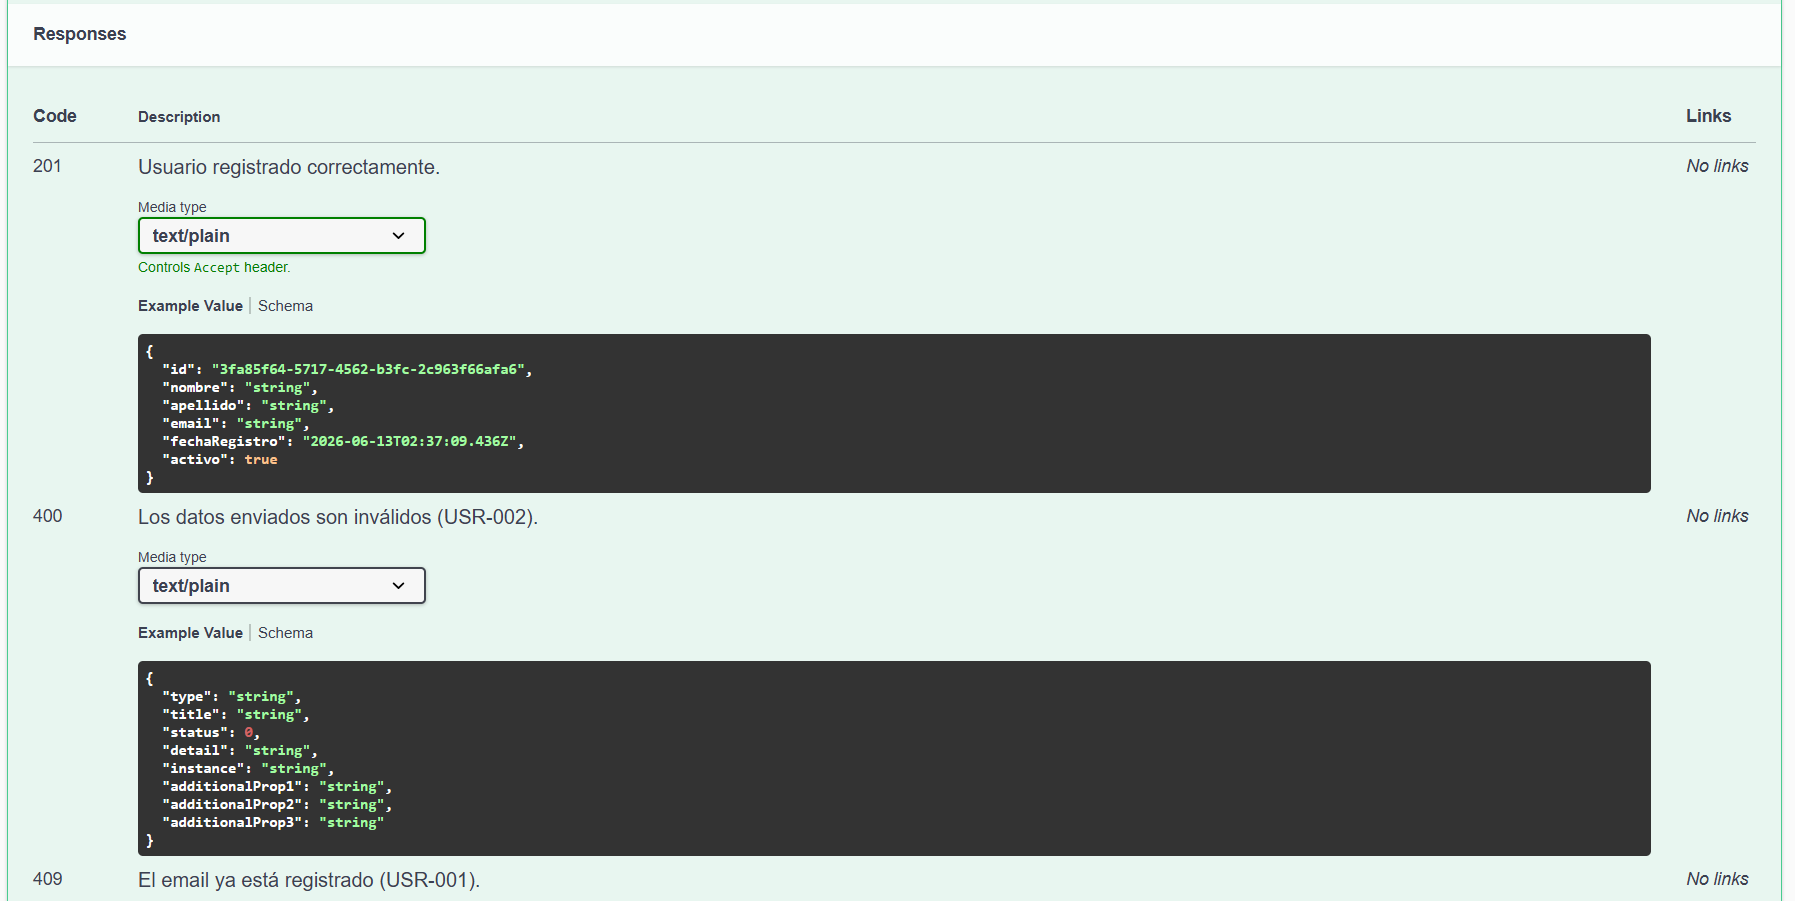 Responses
Code Description Links
201 Usuario registrado correctamente. No links
Media type
text/plain
Controls Accept header.
Example Value Schema
{
  "id": "3fa85f64-5717-4562-b3fc-2c963f66afa6",
  "nombre": "string",
  "apellido": "string",
  "email": "string",
  "fechaRegistro": "2026-06-13T02:37:09.436Z",
  "activo": true
}
400 Los datos enviados son inválidos (USR-002). No links
Media type
text/plain
Example Value Schema
{
  "type": "string",
  "title": "string",
  "status": 0,
  "detail": "string",
  "instance": "string",
  "additionalProp1": "string",
  "additionalProp2": "string",
  "additionalProp3": "string"
}
409 El email ya está registrado (USR-001). No links